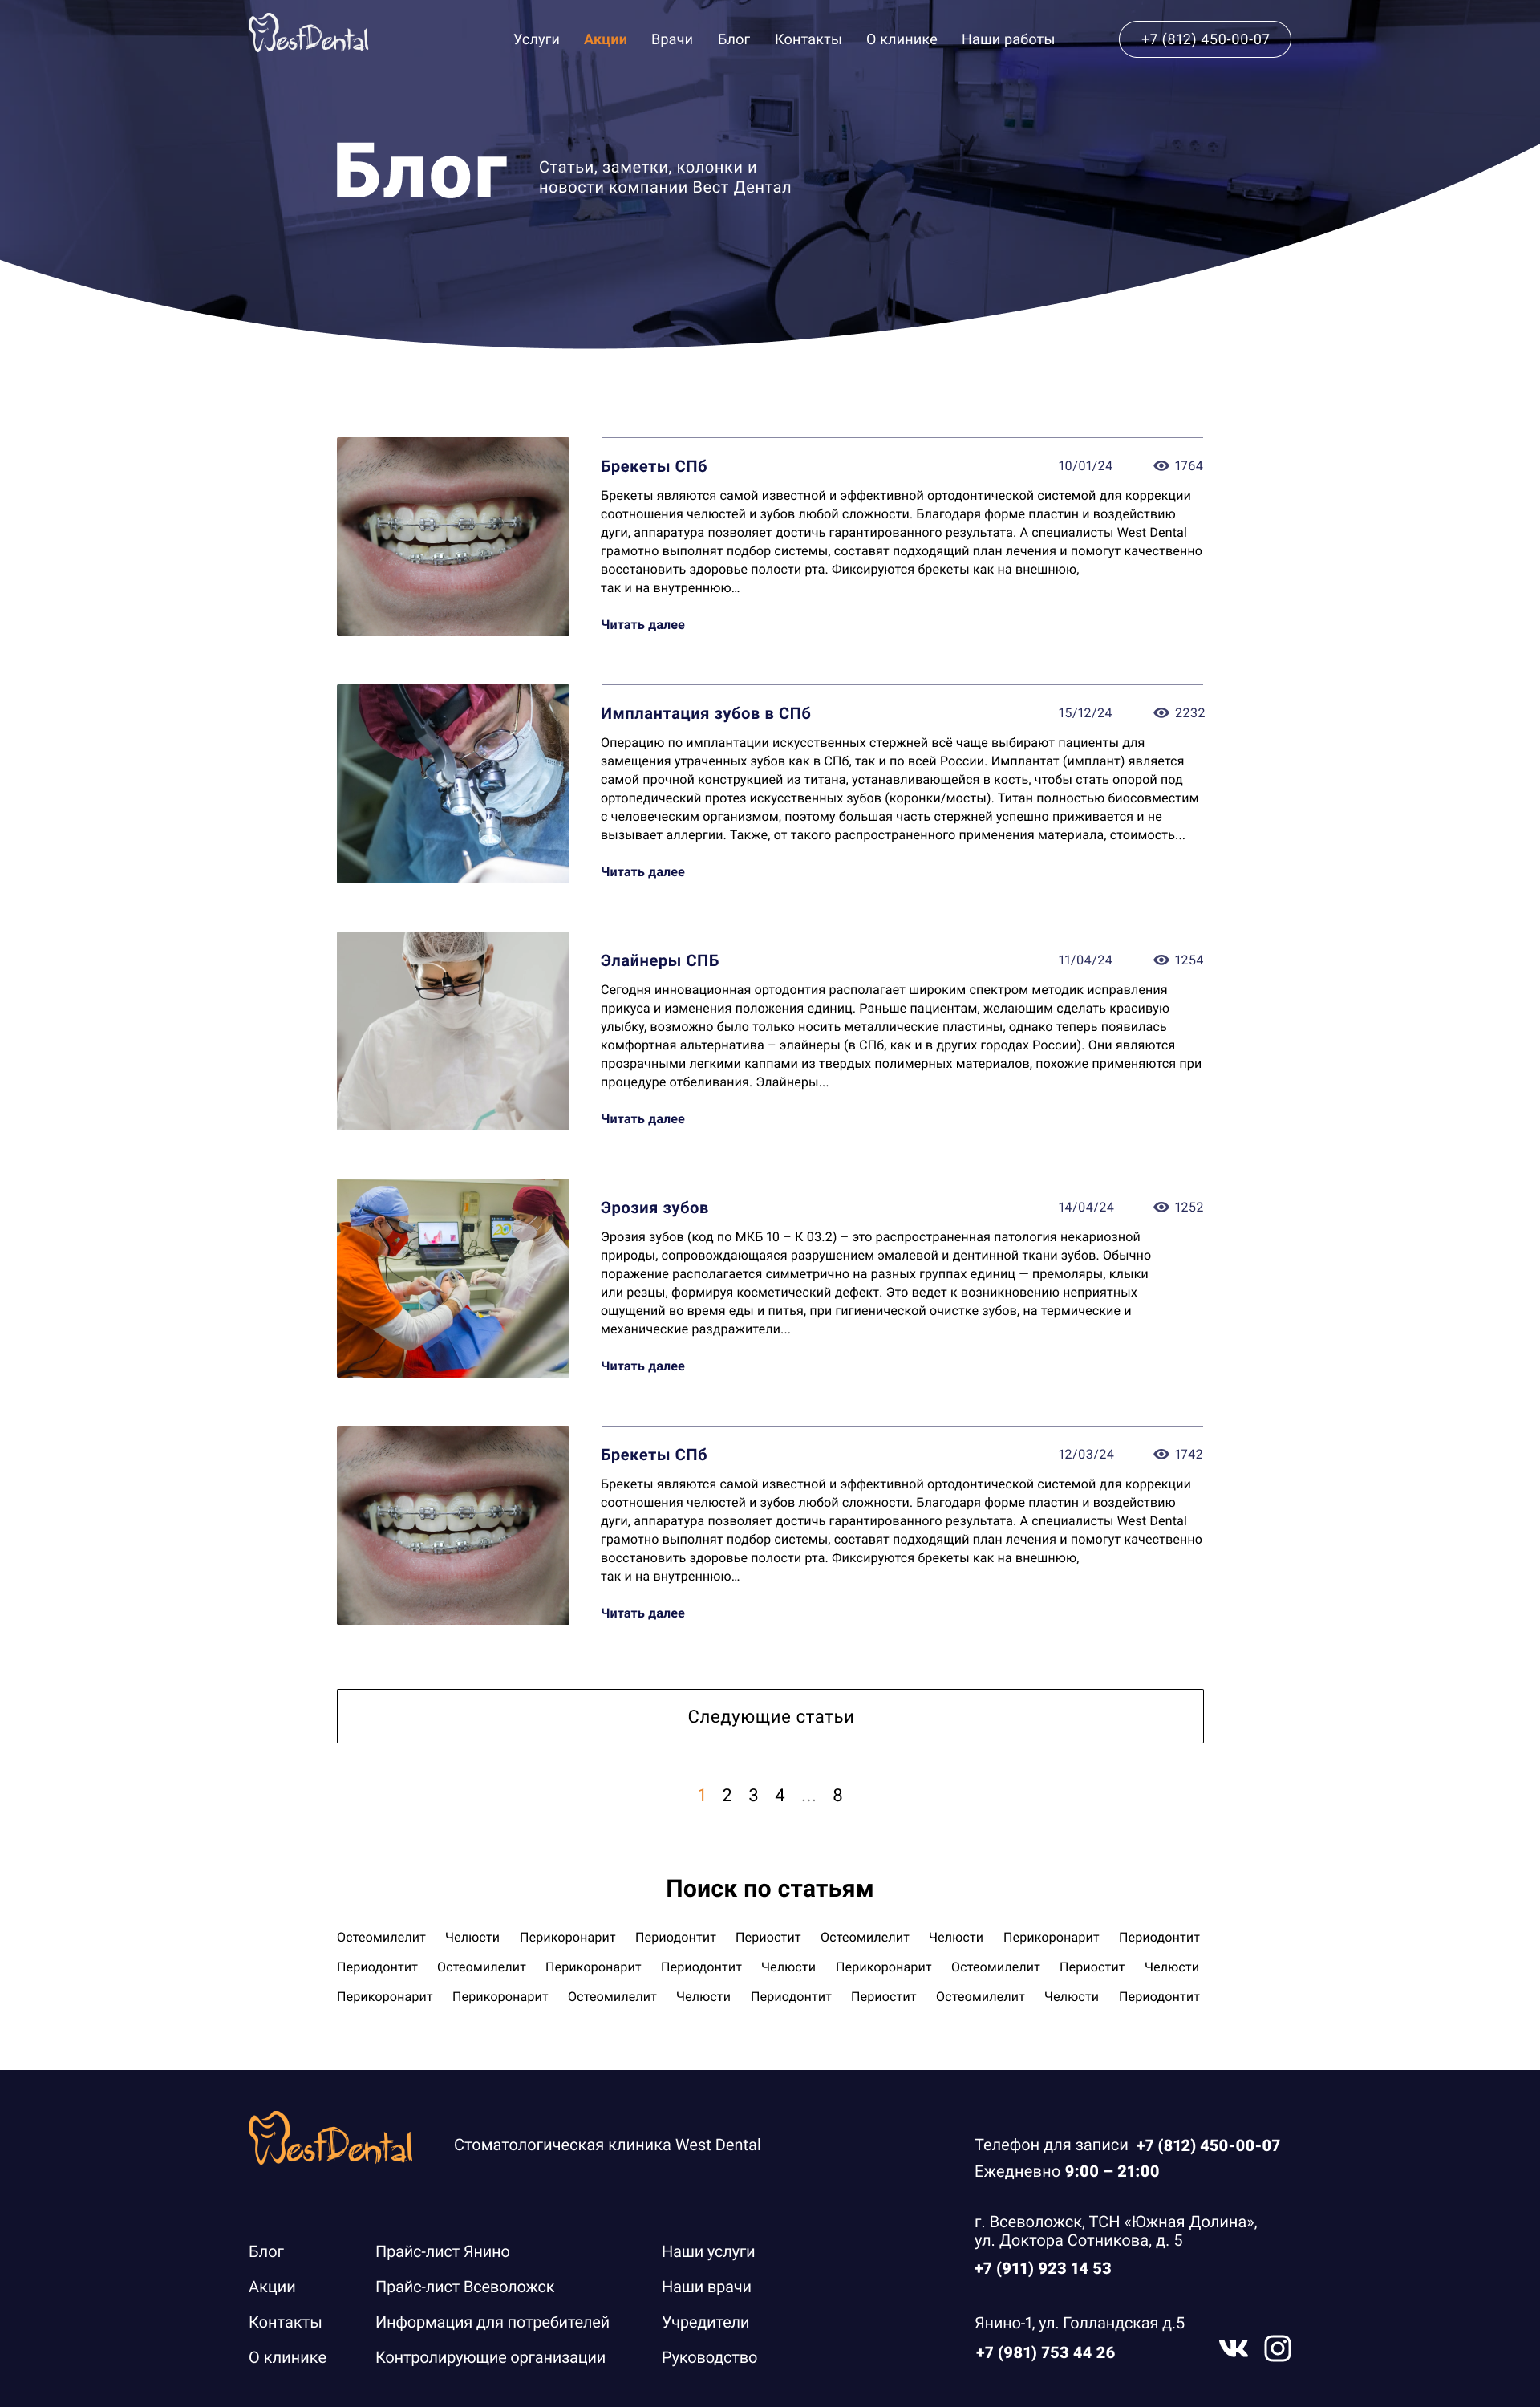 WestDental
Услуги Акции Врачи Блог Контакты О клинике Наши работы +7 (812) 450-00-07
Блог
Статьи, заметки, колонки и
новости компании Вест Дентал
Брекеты СПб 10/01/24 1764
Брекеты являются самой известной и эффективной ортодонтической системой для коррекции
соотношения челюстей и зубов любой сложности. Благодаря форме пластин и воздействию
дуги, аппаратура позволяет достичь гарантированного результата. А специалисты West Dental
грамотно выполнят подбор системы, составят подходящий план лечения и помогут качественно
восстановить здоровье полости рта. Фиксируются брекеты как на внешнюю,
так и на внутреннюю...
Читать далее
Имплантация зубов в СПб 15/12/24 2232
Операцию по имплантации искусственных стержней всё чаще выбирают пациенты для
замещения утраченных зубов как в СПб, так и по всей России. Имплантат (имплант) является
самой прочной конструкцией из титана, устанавливающейся в кость, чтобы стать опорой под
ортопедический протез искусственных зубов (коронки/мосты). Титан полностью биосовместим
с человеческим организмом, поэтому большая часть стержней успешно приживается и не
вызывает аллергии. Также, от такого распространенного применения материала, стоимость...
Читать далее
Элайнеры СПБ 11/04/24 1254
Сегодня инновационная ортодонтия располагает широким спектром методик исправления
прикуса и изменения положения единиц. Раньше пациентам, желающим сделать красивую
улыбку, возможно было только носить металлические пластины, однако теперь появилась
комфортная альтернатива – элайнеры (в СПб, как и в других городах России). Они являются
прозрачными легкими каппами из твердых полимерных материалов, похожие применяются при
процедуре отбеливания. Элайнеры...
Читать далее
Эрозия зубов 14/04/24 1252
Эрозия зубов (код по МКБ 10 – К 03.2) – это распространенная патология некариозной
природы, сопровождающаяся разрушением эмалевой и дентинной ткани зубов. Обычно
поражение располагается симметрично на разных группах единиц — премоляры, клыки
или резцы, формируя косметический дефект. Это ведет к возникновению неприятных
ощущений во время еды и питья, при гигиенической очистке зубов, на термические и
механические раздражители...
Читать далее
Брекеты СПб 12/03/24 1742
Брекеты являются самой известной и эффективной ортодонтической системой для коррекции
соотношения челюстей и зубов любой сложности. Благодаря форме пластин и воздействию
дуги, аппаратура позволяет достичь гарантированного результата. А специалисты West Dental
грамотно выполнят подбор системы, составят подходящий план лечения и помогут качественно
восстановить здоровье полости рта. Фиксируются брекеты как на внешнюю,
так и на внутреннюю...
Читать далее
Следующие статьи
1 2 3 4 ... 8
Поиск по статьям
Остеомилелит Челюсти Перикоронарит Периодонтит Периостит Остеомилелит Челюсти Перикоронарит Периодонтит
Периодонтит Остеомилелит Перикоронарит Периодонтит Челюсти Перикоронарит Остеомилелит Периостит Челюсти
Перикоронарит Перикоронарит Остеомилелит Челюсти Периодонтит Периостит Остеомилелит Челюсти Периодонтит
WestDental
Стоматологическая клиника West Dental
Телефон для записи +7 (812) 450-00-07
Ежедневно 9:00 – 21:00
г. Всеволожск, ТСН «Южная Долина»,
ул. Доктора Сотникова, д. 5
+7 (911) 923 14 53
Янино-1, ул. Голландская д.5
+7 (981) 753 44 26
Блог Прайс-лист Янино Наши услуги
Акции Прайс-лист Всеволожск Наши врачи
Контакты Информация для потребителей Учредители
О клинике Контролирующие организации Руководство